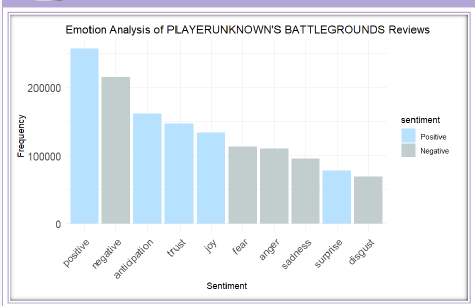 Emotion Analysis of PLAYERUNKNOWN'S BATTLEGROUNDS Reviews
Frequency
200000
100000
0
positive
negative
anticipation
trust
joy
fear
anger
sadness
surprise
disgust
Sentiment
sentiment
Positive
Negative